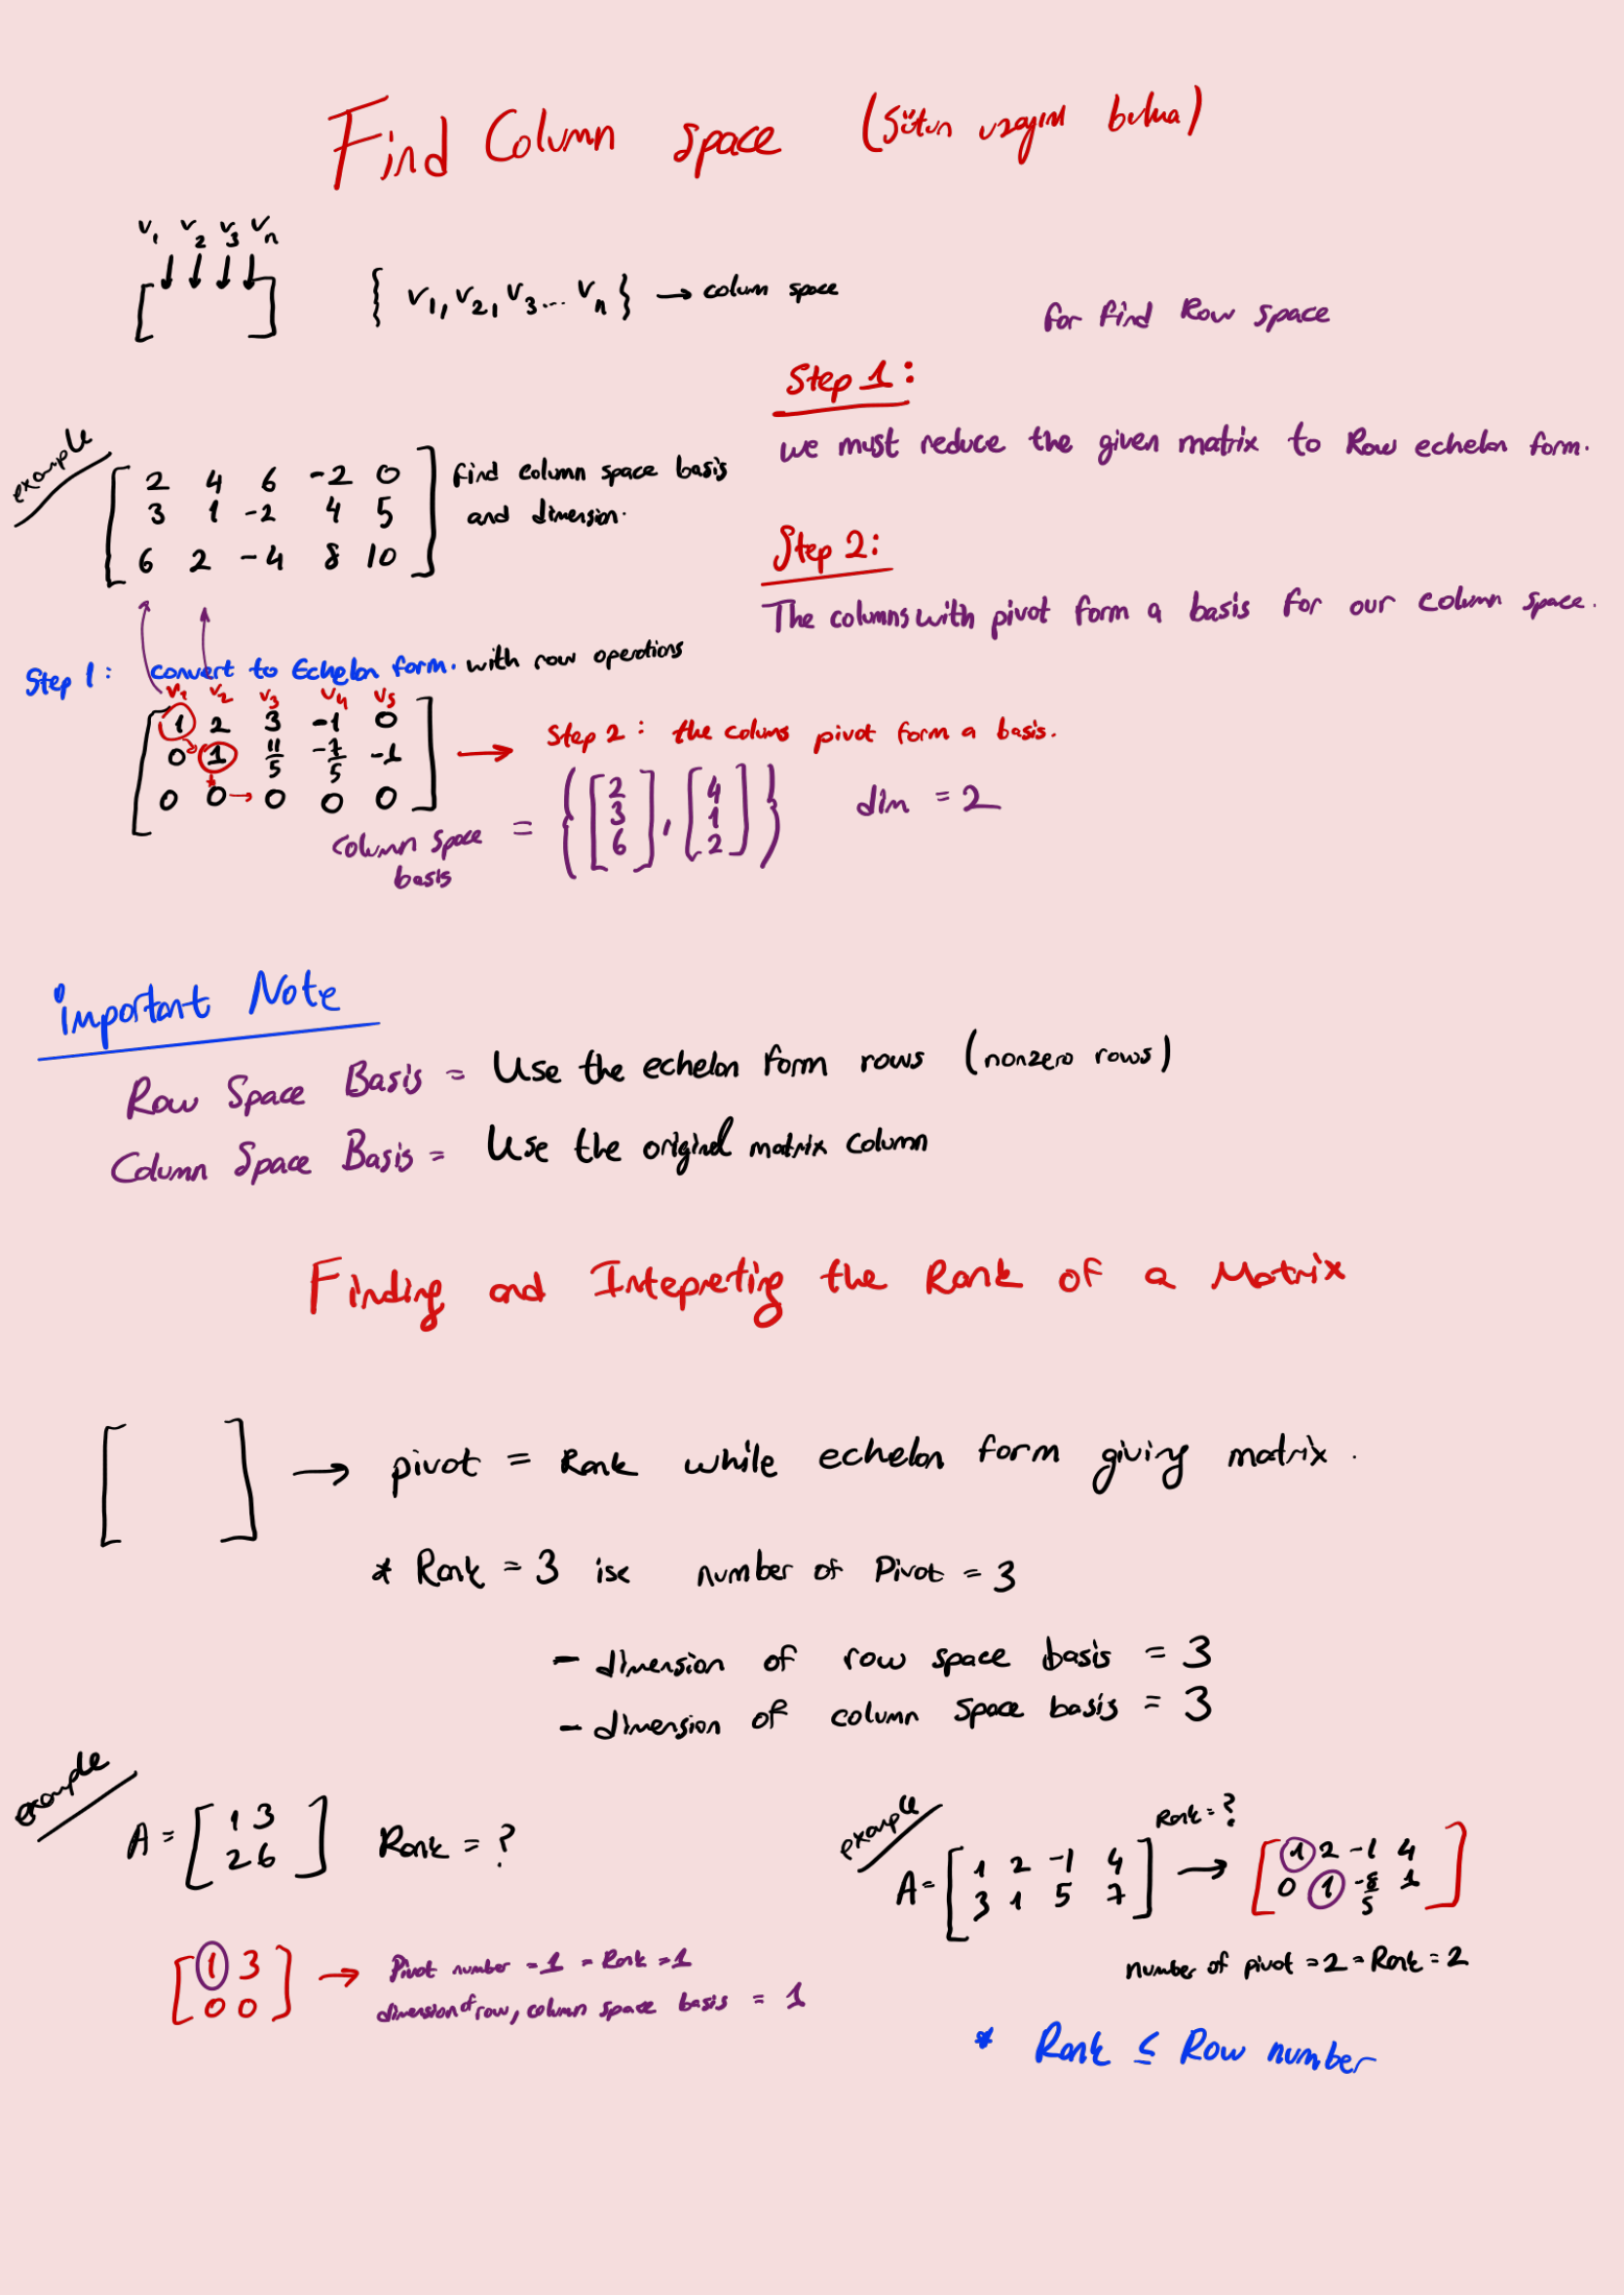 Find Column space (Sütun uzayını bulma)
v1 v2 v3 vn
{ v1, v2, v3... vn } → column space
for find Row space
Step 1:
we must reduce the given matrix to Row echelon form.
example
[ 2 4 6 -2 0
3 1 -2 4 5
6 2 -4 8 10 ]
find column space basis
and dimension.
Step 2:
The columns with pivot form a basis for our column space.
Step 1: convert to Echelon form. with row operations
v1 v2 v3 v4 v5
[ 1 2 3 -1 0
0 1 11/5 -7/5 -1
0 0 0 0 0 ]
→ Step 2: the colums pivot form a basis.
column space basis = { [2 3 6], [4 1 2] } dim = 2
important Note
Row Space Basis = Use the echelon form rows (nonzero rows)
Column Space Basis = Use the original matrix column
Finding andIntepreting the Rank of a Matrix
[ ] → pivot = Rank while echelon form giving matrix.
* Rank = 3 ise number of Pivot = 3
- dimension of row space basis = 3
- dimension of column space basis = 3
example
A = [ 1 3
2 6 ] Rank = ?
[ 1 3
0 0 ] → Pivot number = 1 = Rank = 1
dimension of row, column space basis = 1
example
Rank = ?
A = [ 1 2 -1 4
3 1 5 7 ] → [ 1 2 -1 4
0 1 -8/5 1 ]
number of pivot = 2 = Rank = 2
* Rank ≤ Row number